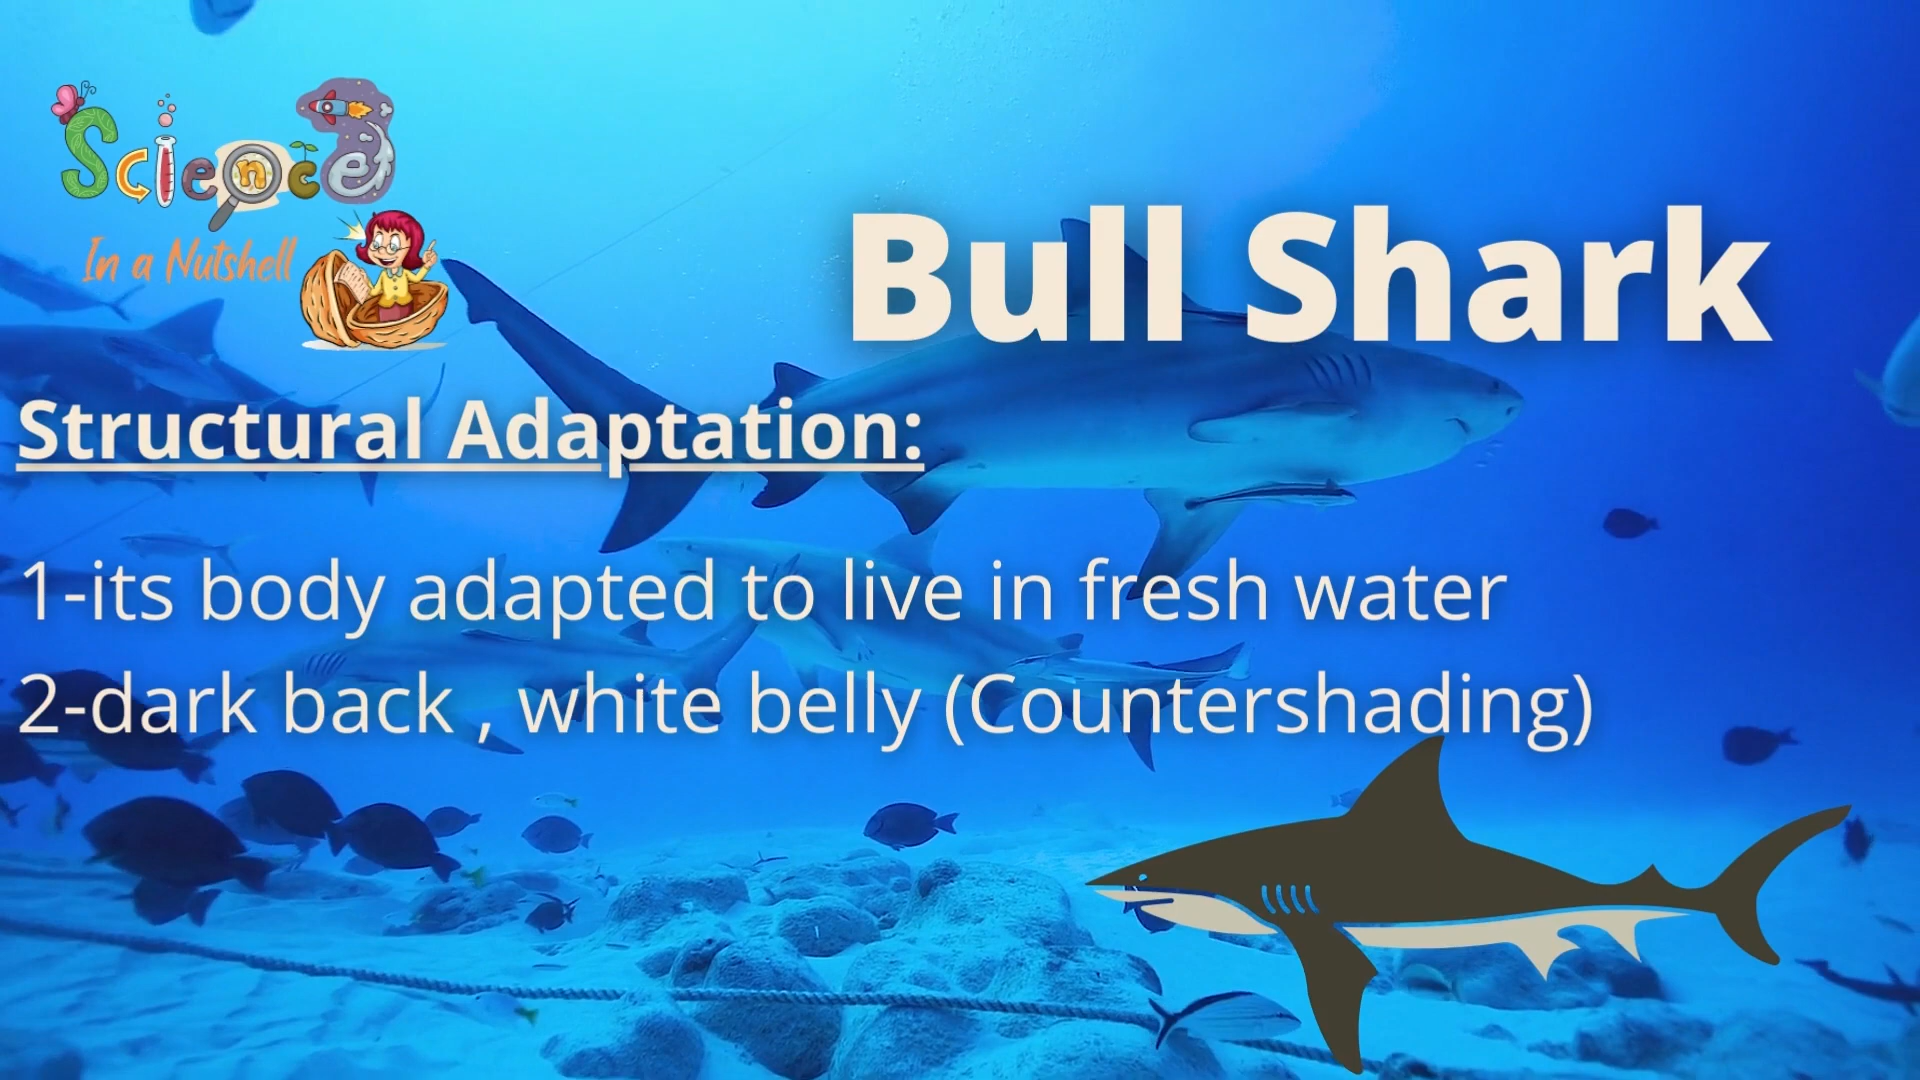 Science
In a Nutshell
Bull Shark
Structural Adaptation:
1-its body adapted to live in fresh water
2-dark back , white belly (Countershading)